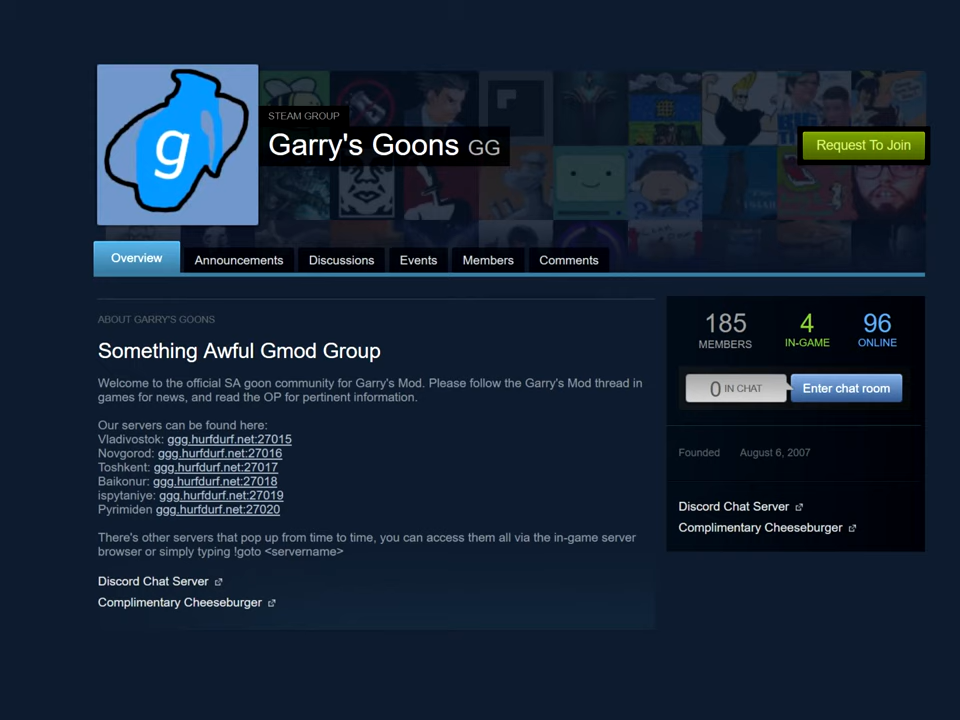 g
STEAM GROUP
Garry's Goons GG
Request To Join
Overview
Announcements
Discussions
Events
Members
Comments
ABOUT GARRY'S GOONS
Something Awful Gmod Group
Welcome to the official SA goon community for Garry's Mod. Please follow the Garry's Mod thread in
games for news, and read the OP for pertinent information.
Our servers can be found here:
Vladivostok: ggg.hurfdurf.net:27015
Novgorod: ggg.hurfdurf.net:27016
Toshkent: ggg.hurfdurf.net:27017
Baikonur: ggg.hurfdurf.net:27018
ispytaniye: ggg.hurfdurf.net:27019
Pyrimiden ggg.hurfdurf.net:27020
There's other servers that pop up from time to time, you can access them all via the in-game server
browser or simply typing !goto <servername>
Discord Chat Server
Complimentary Cheeseburger
185
MEMBERS
4
IN-GAME
96
ONLINE
0 IN CHAT
Enter chat room
Founded August 6, 2007
Discord Chat Server
Complimentary Cheeseburger